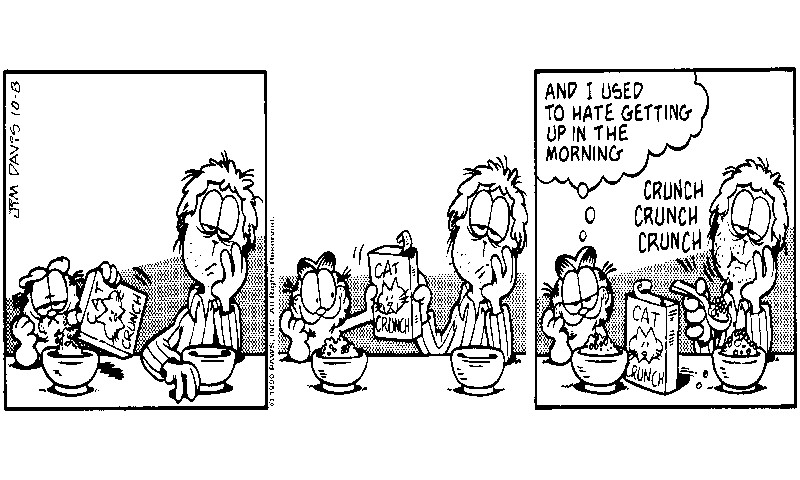 JIM DAVIS 10-8
CAT
CRUNCH
CAT
CRUNCH
AND I USED
TO HATE GETTING
UP IN THE
MORNING
CRUNCH
CRUNCH
CRUNCH
CAT
CRUNCH